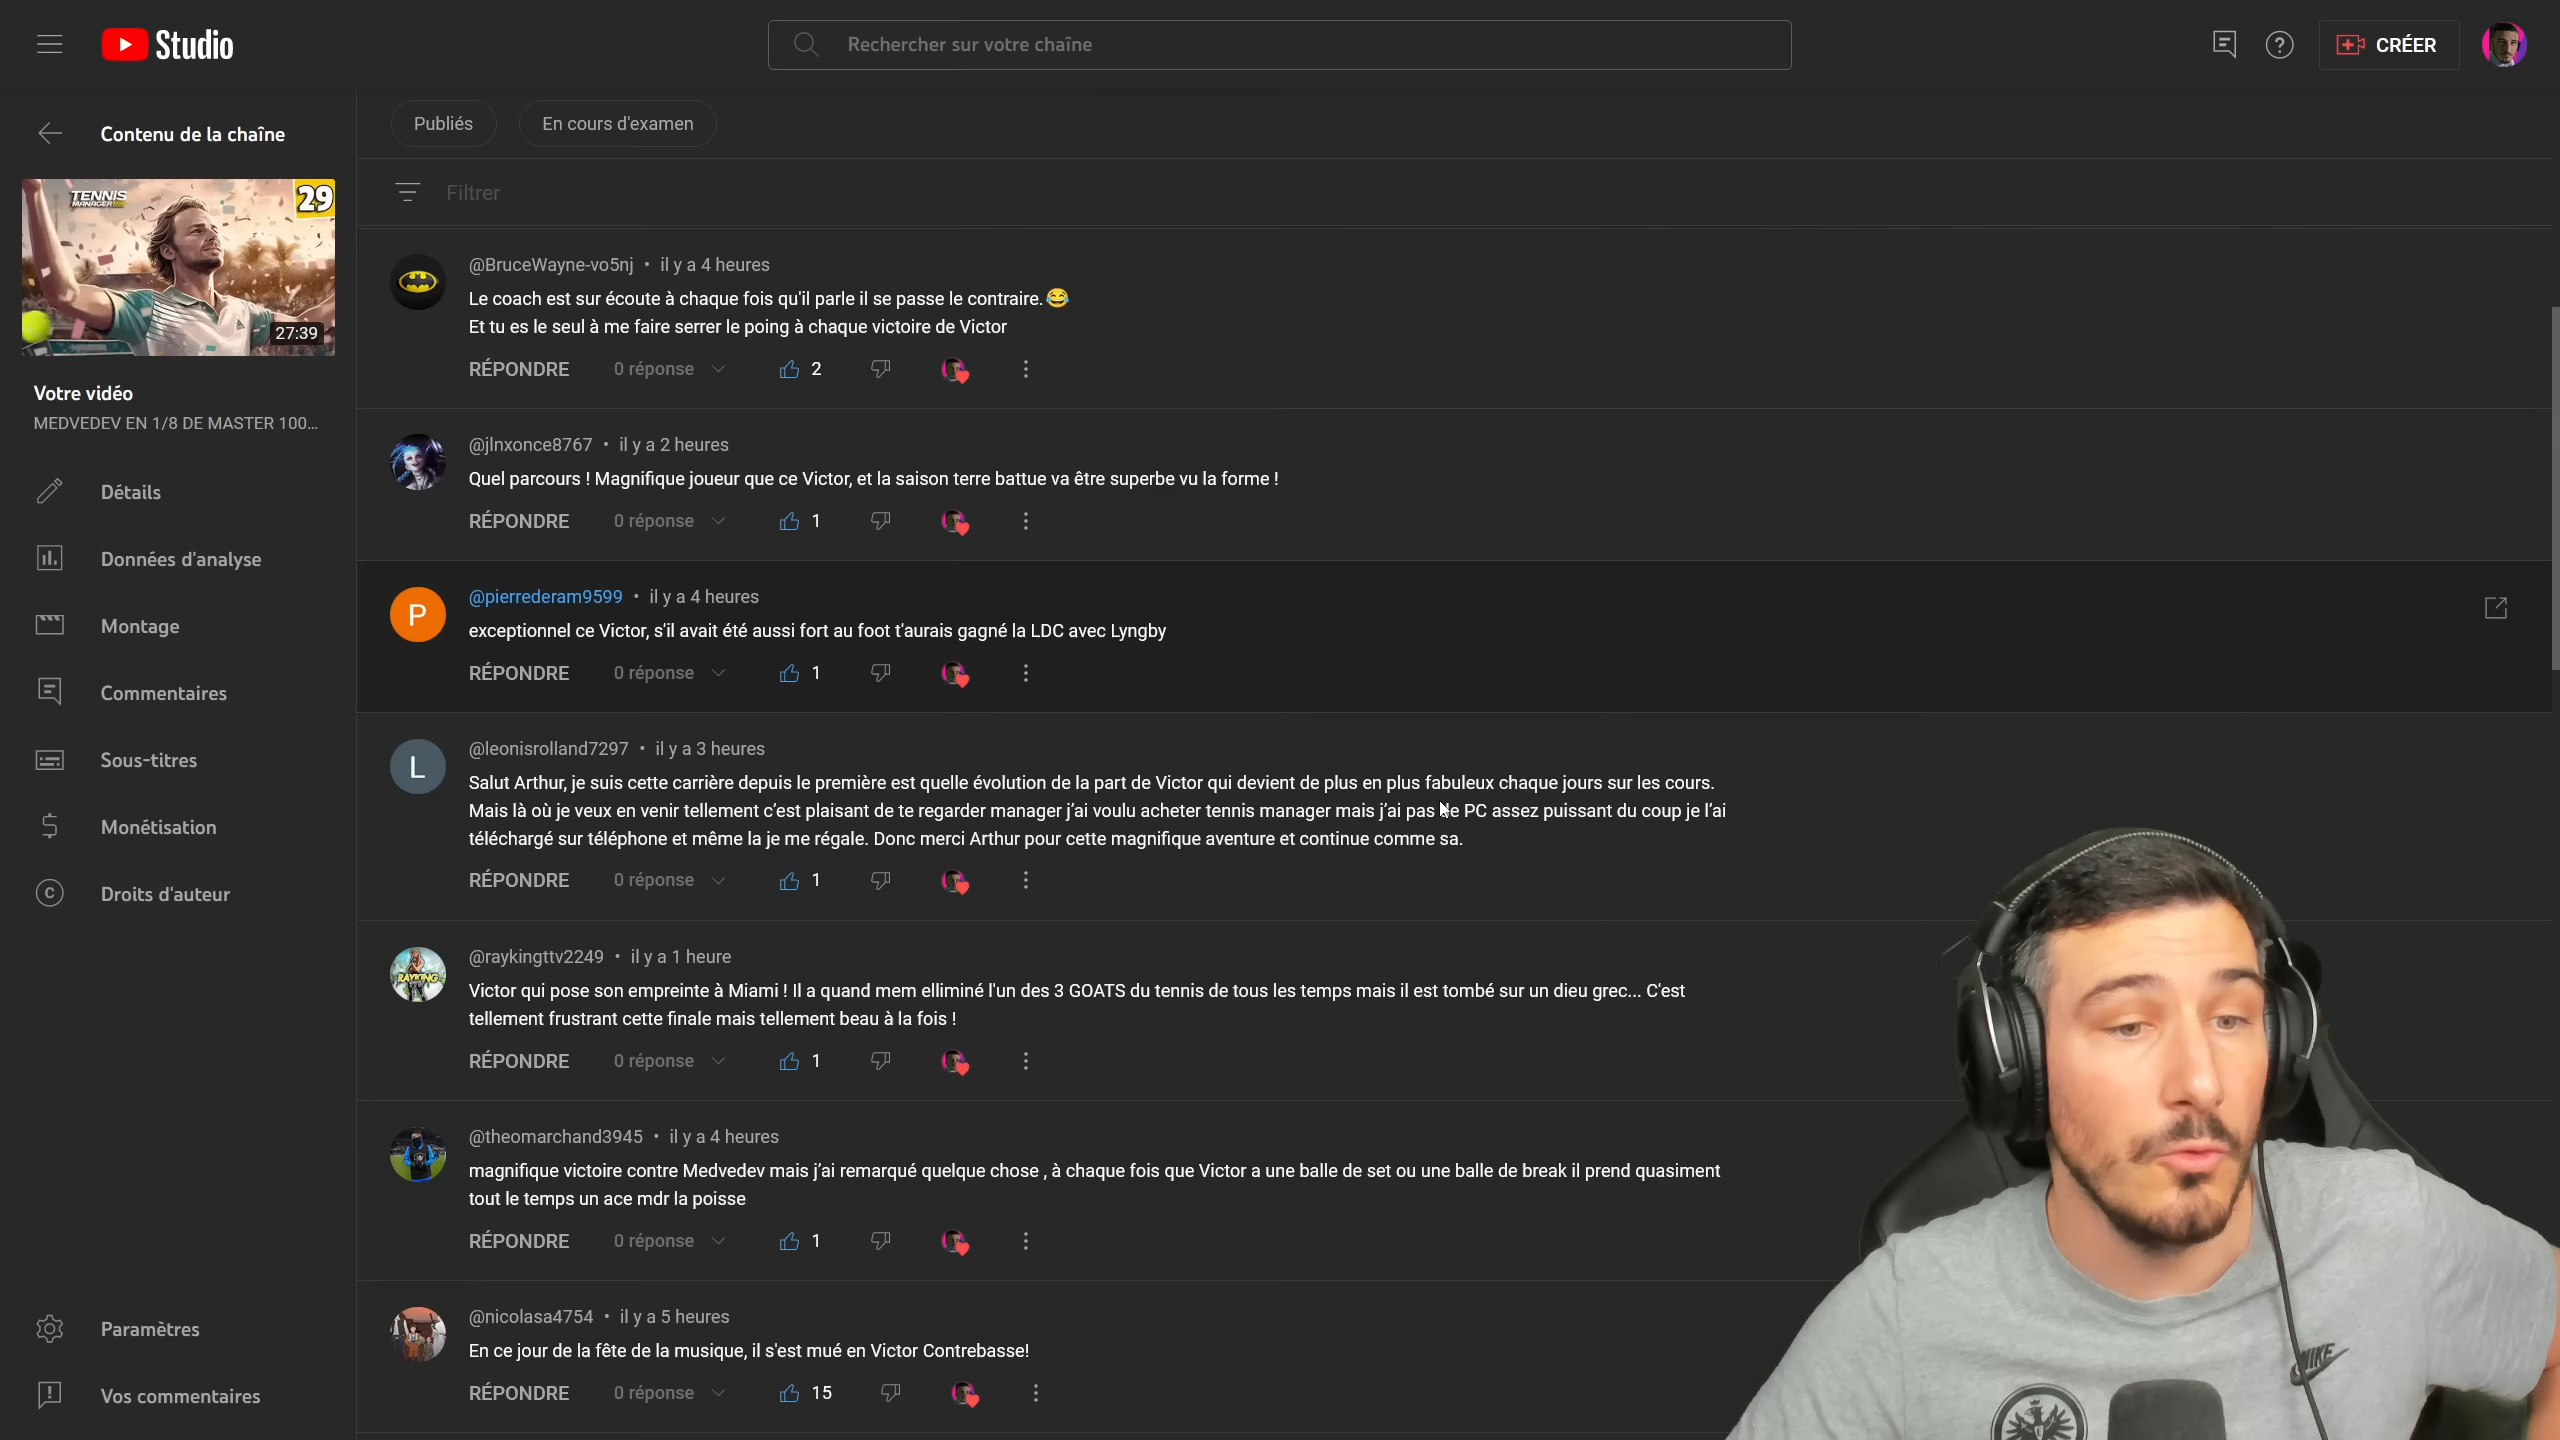 Studio
Rechercher sur votre chaîne
CRÉER
Contenu de la chaîne
TENNIS
MANAGER
29
27:39
Votre vidéo
MEDVEDEV EN 1/8 DE MASTER 100...
Détails
Données d'analyse
Montage
Commentaires
Sous-titres
Monétisation
Droits d'auteur
Paramètres
Vos commentaires
Publiés
En cours d'examen
Filtrer
@BruceWayne-vo5nj • il y a 4 heures
Le coach est sur écoute à chaque fois qu'il parle il se passe le contraire.😂
Et tu es le seul à me faire serrer le poing à chaque victoire de Victor
RÉPONDRE 0 réponse 2
@jlnxonce8767 • il y a 2 heures
Quel parcours ! Magnifique joueur que ce Victor, et la saison terre battue va être superbe vu la forme !
RÉPONDRE 0 réponse 1
P
@pierrederam9599 • il y a 4 heures
exceptionnel ce Victor, s'il avait été aussi fort au foot t'aurais gagné la LDC avec Lyngby
RÉPONDRE 0 réponse 1
L
@leonisrolland7297 • il y a 3 heures
Salut Arthur, je suis cette carrière depuis le première est quelle évolution de la part de Victor qui devient de plus en plus fabuleux chaque jours sur les cours.
Mais là où je veux en venir tellement c’est plaisant de te regarder manager j’ai voulu acheter tennis manager mais j’ai pas le PC assez puissant du coup je l’ai
téléchargé sur téléphone et même la je me régale. Donc merci Arthur pour cette magnifique aventure et continue comme sa.
RÉPONDRE 0 réponse 1
RAYKING
@raykingttv2249 • il y a 1 heure
Victor qui pose son empreinte à Miami ! Il a quand mem elliminé l'un des 3 GOATS du tennis de tous les temps mais il est tombé sur un dieu grec... C'est
tellement frustrant cette finale mais tellement beau à la fois !
RÉPONDRE 0 réponse 1
@theomarchand3945 • il y a 4 heures
magnifique victoire contre Medvedev mais j’ai remarqué quelque chose , à chaque fois que Victor a une balle de set ou une balle de break il prend quasiment
tout le temps un ace mdr la poisse
RÉPONDRE 0 réponse 1
@nicolasa4754 • il y a 5 heures
En ce jour de la fête de la musique, il s'est mué en Victor Contrebasse!
RÉPONDRE 0 réponse 15
NIKE